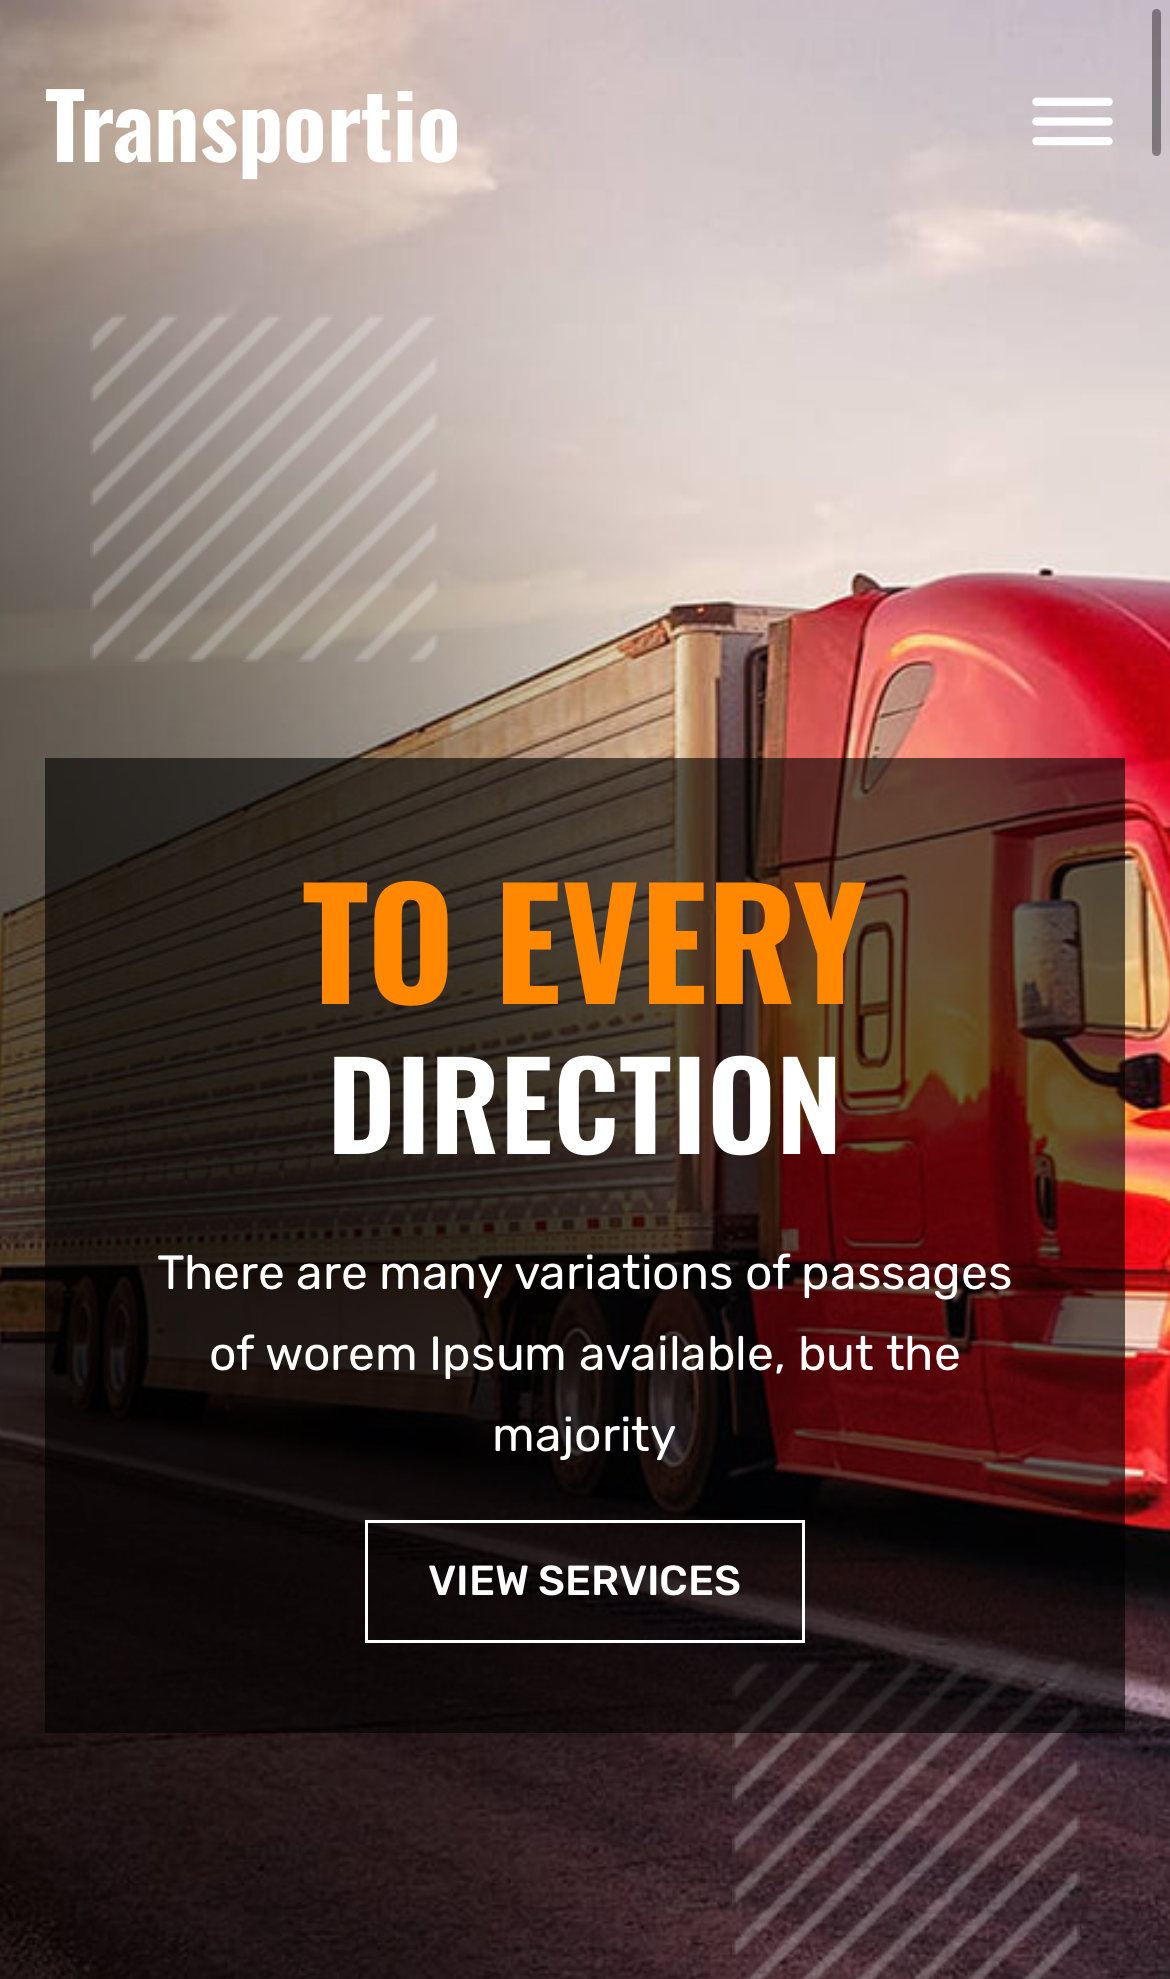 Transportio
TO EVERY
DIRECTION
There are many variations of passages
of worem Ipsum available, but the
majority
VIEW SERVICES